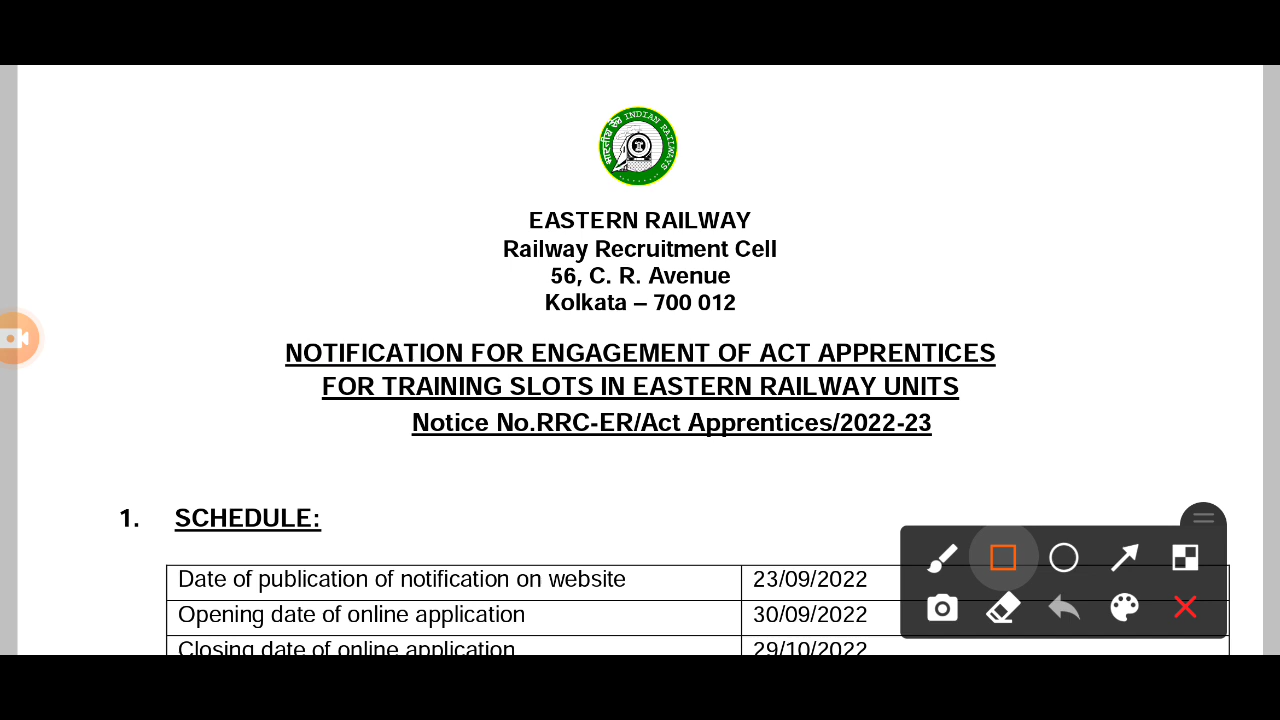 भारतीय रेल INDIAN RAILWAYS
EASTERN RAILWAY
Railway Recruitment Cell
56, C. R. Avenue
Kolkata – 700 012
NOTIFICATION FOR ENGAGEMENT OF ACT APPRENTICES
FOR TRAINING SLOTS IN EASTERN RAILWAY UNITS
Notice No.RRC-ER/Act Apprentices/2022-23
1. SCHEDULE:
Date of publication of notification on website 23/09/2022
Opening date of online application 30/09/2022
Closing date of online application 29/10/2022